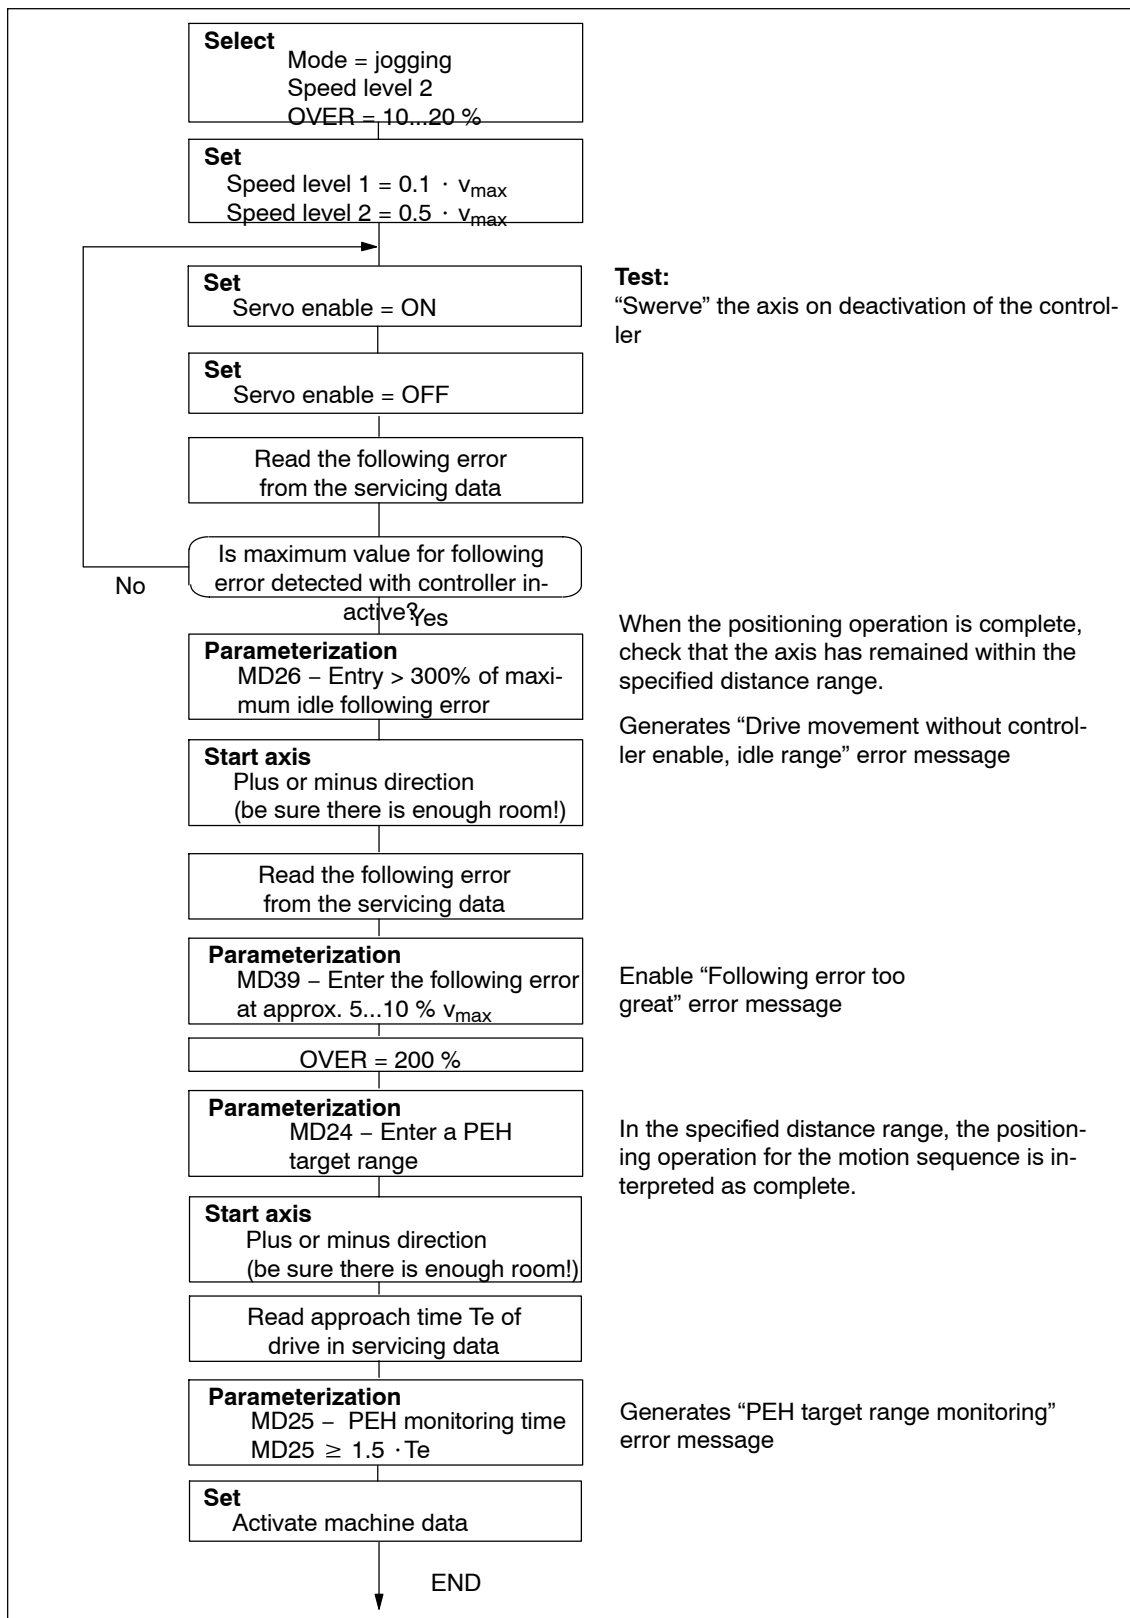 Select
Mode = jogging
Speed level 2
OVER = 10...20 %
Set
Speed level 1 = 0.1 · vmax
Speed level 2 = 0.5 · vmax
Set
Servo enable = ON
Test:
“Swerve” the axis on deactivation of the control-
ler
Set
Servo enable = OFF
Read the following error
from the servicing data
Is maximum value for following
error detected with controller in-
active?
No
Yes
Parameterization
MD26 – Entry > 300% of maxi-
mum idle following error
When the positioning operation is complete,
check that the axis has remained within the
specified distance range.
Generates “Drive movement without control-
ler enable, idle range” error message
Start axis
Plus or minus direction
(be sure there is enough room!)
Read the following error
from the servicing data
Parameterization
MD39 – Enter the following error
at approx. 5...10 % vmax
Enable “Following error too
great” error message
OVER = 200 %
Parameterization
MD24 – Enter a PEH
target range
In the specified distance range, the position-
ing operation for the motion sequence is in-
terpreted as complete.
Start axis
Plus or minus direction
(be sure there is enough room!)
Read approach time Te of
drive in servicing data
Parameterization
MD25 – PEH monitoring time
MD25 ≥ 1.5 · Te
Generates “PEH target range monitoring”
error message
Set
Activate machine data
END